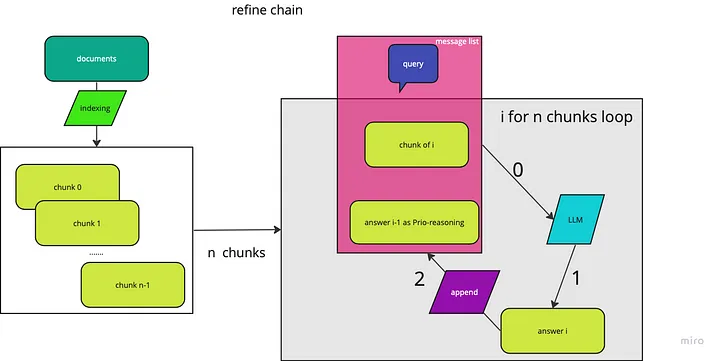 refine chain
documents
indexing
chunk 0
chunk 1
.......
chunk n-1
n chunks
message list
query
i for n chunks loop
chunk of i
answer i-1 as Prio-reasoning
0
LLM
1
2
append
answer i
miro